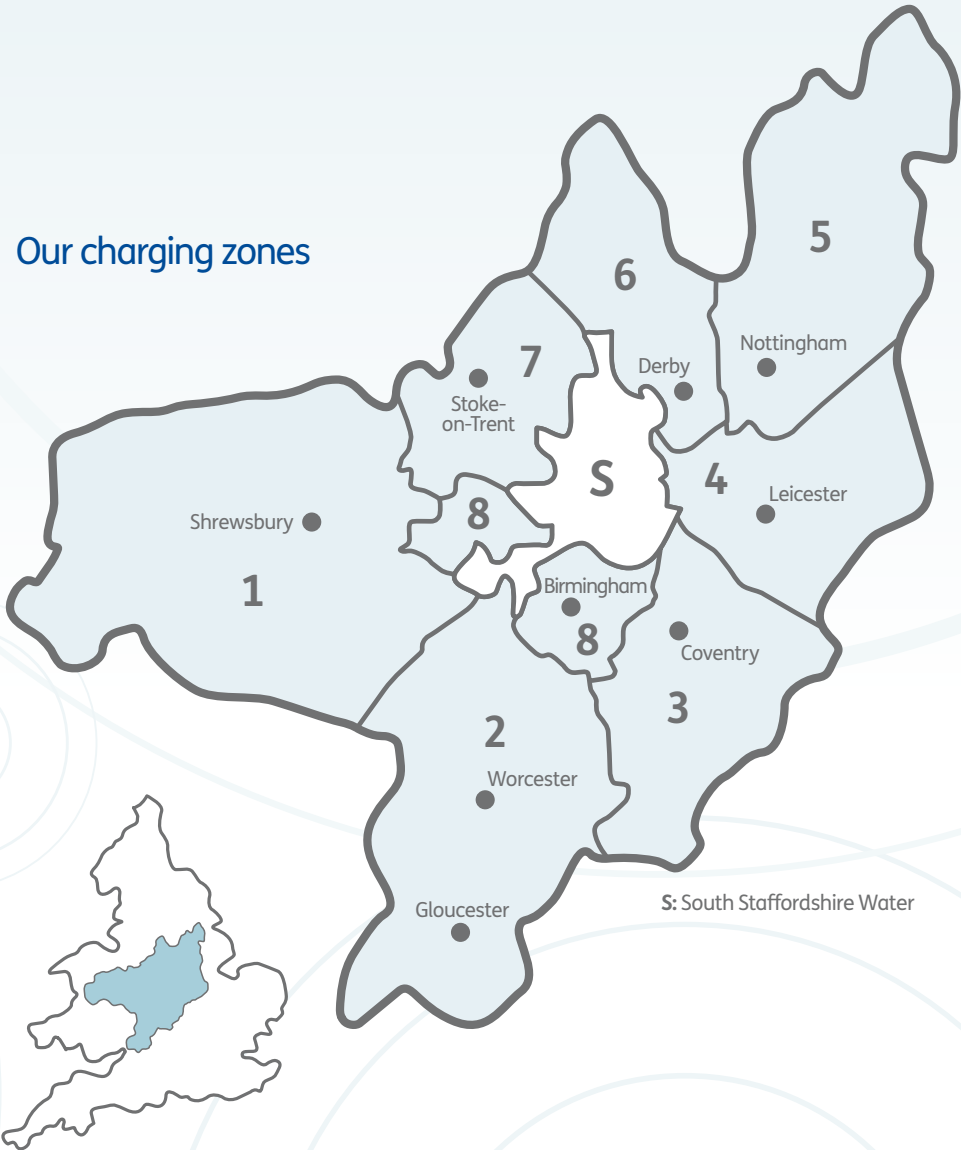 Our charging zones
5
6
Nottingham
7
Derby
Stoke-
on-Trent
S
4
Leicester
8
Shrewsbury
1
Birmingham
8
Coventry
3
2
Worcester
S: South Staffordshire Water
Gloucester